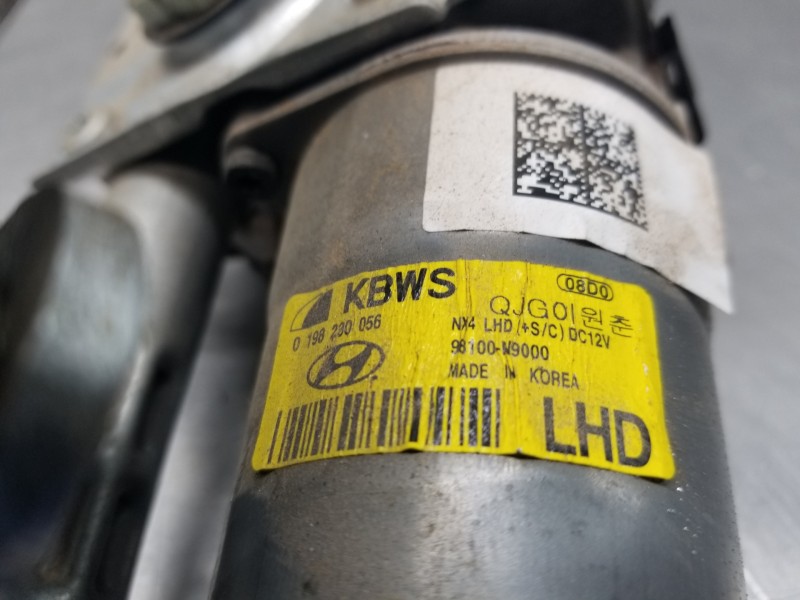 KBWS
08D0
QJG이원춘
0 198 230 056
NX4 LHD (+S/C) DC12V
98100-N9000
MADE IN KOREA
LHD